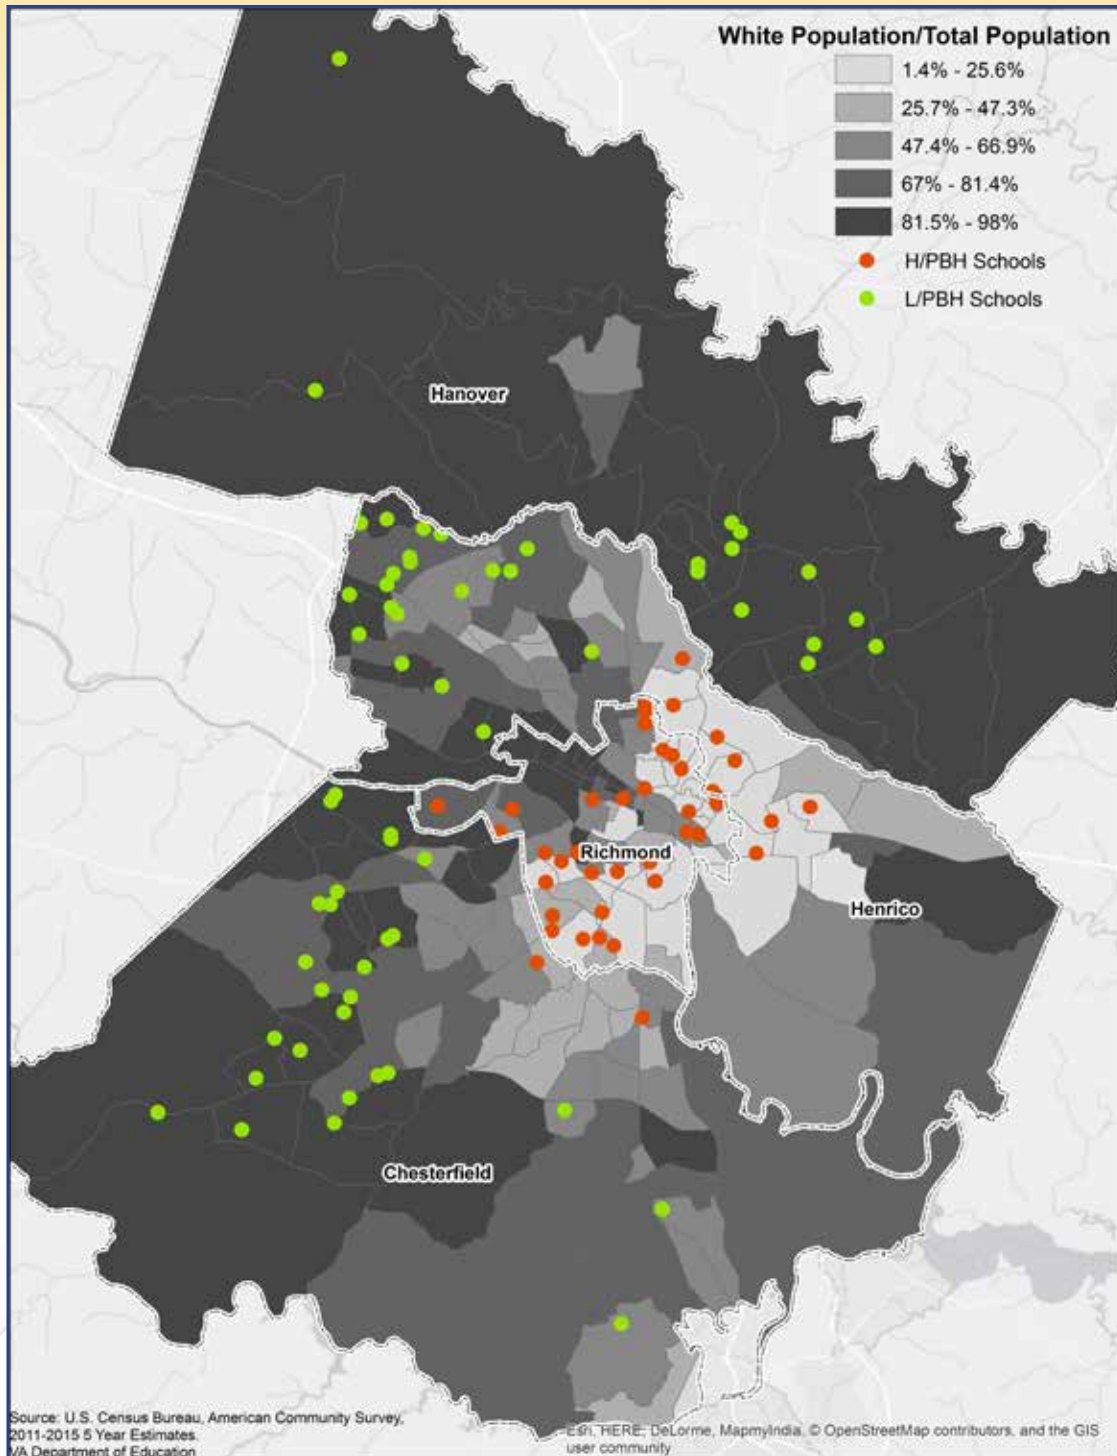 White Population/Total Population
1.4% - 25.6%
25.7% - 47.3%
47.4% - 66.9%
67% - 81.4%
81.5% - 98%
H/PBH Schools
L/PBH Schools
Hanover
Richmond
Henrico
Chesterfield
Source: U.S. Census Bureau, American Community Survey,
2011-2015 5 Year Estimates.
VA Department of Education
Esri, HERE, DeLorme, MapmyIndia, © OpenStreetMap contributors, and the GIS
user community